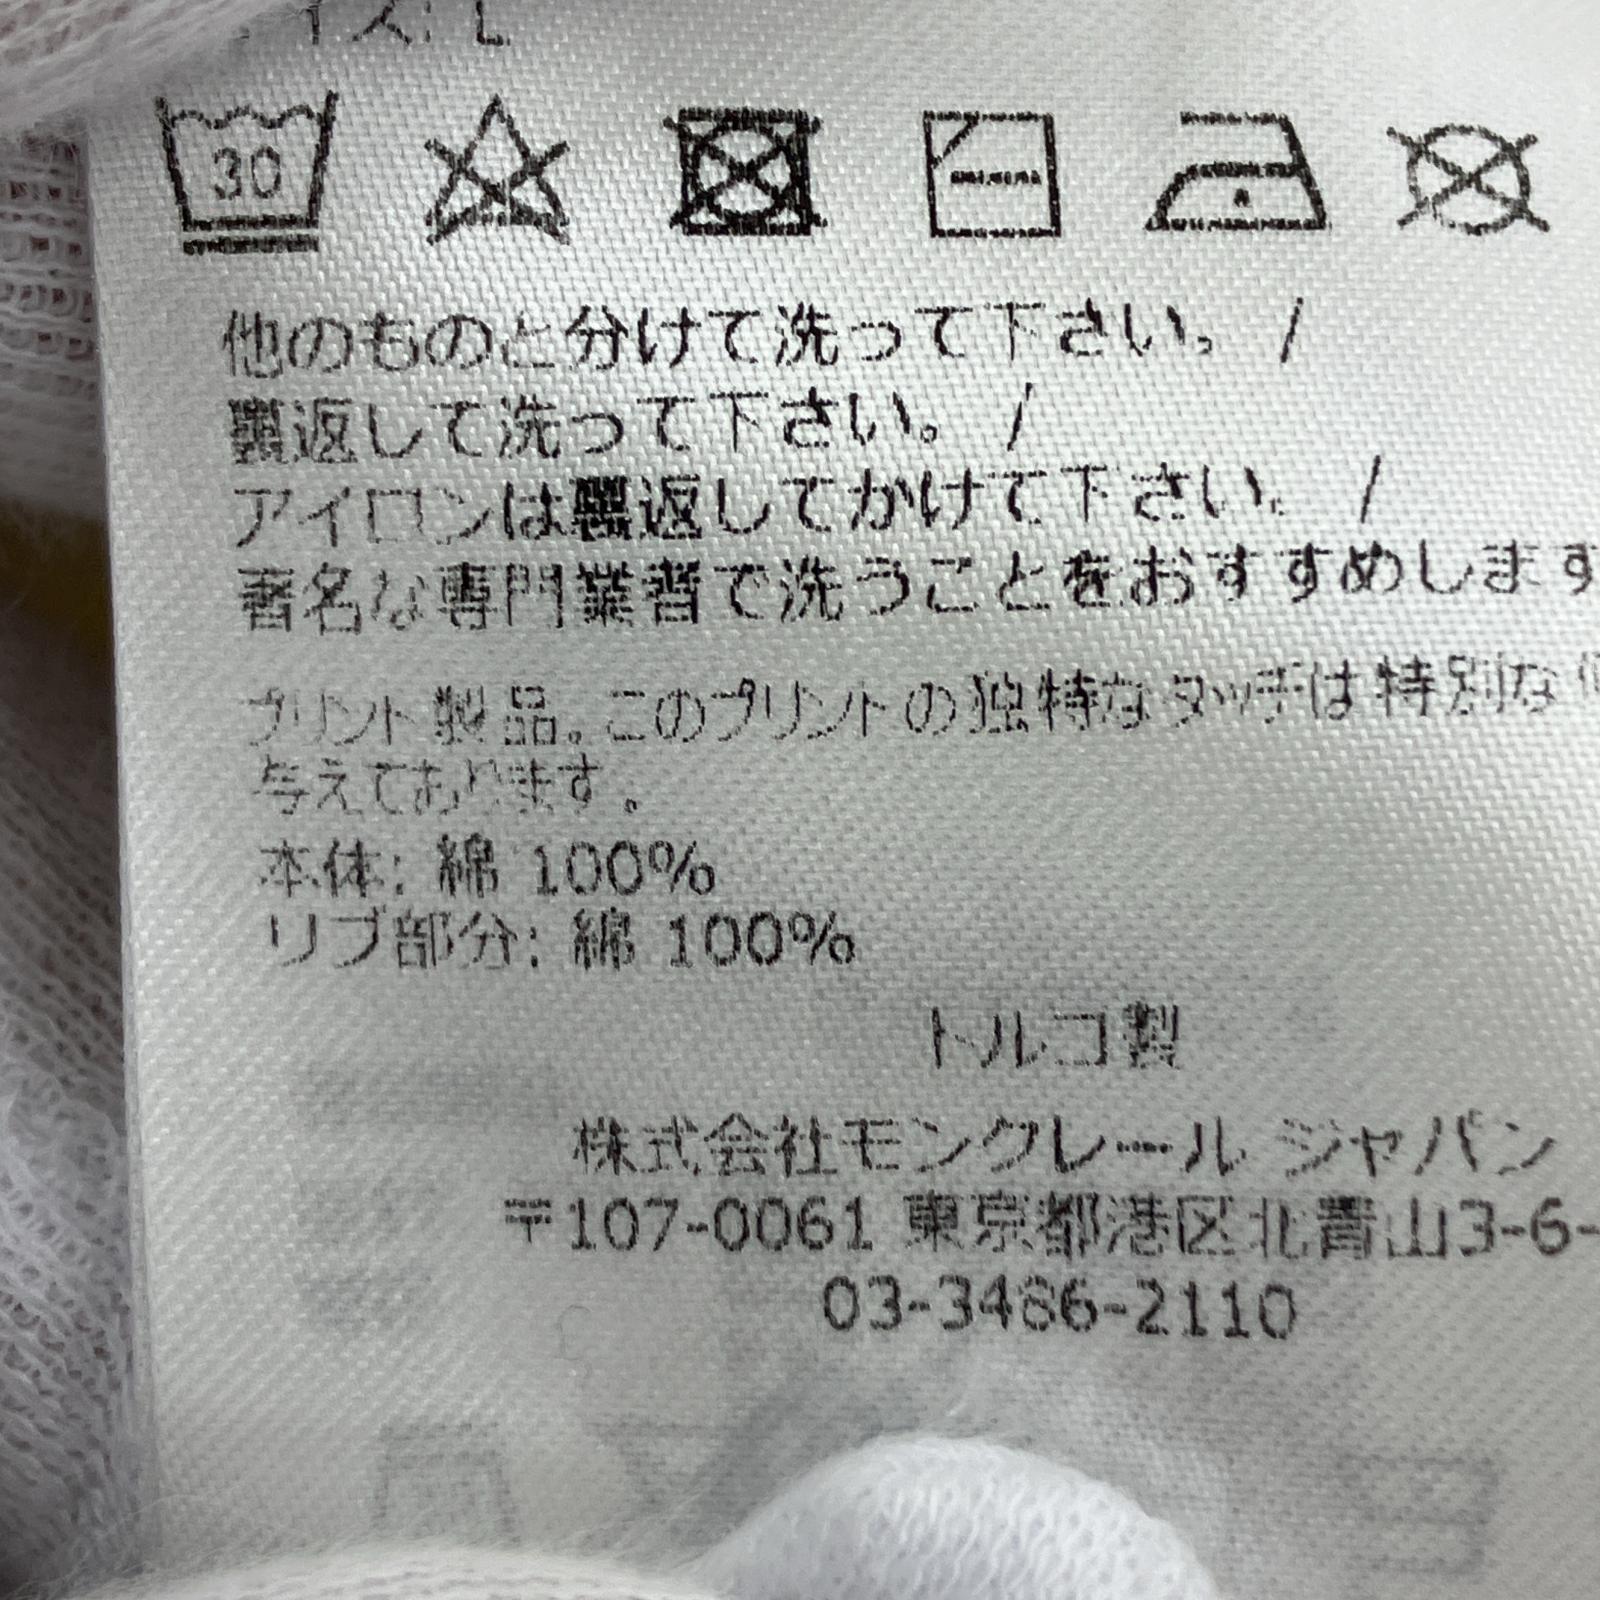 イズ: L
30
他のものと分けて洗って下さい。 /
裏返して洗って下さい。 /
アイロンは裏返してかけて下さい。 /
著名な専門業者で洗うことをおすすめします
プリント製品。このプリントの独特なタッチは特別な
与えております。
本体: 綿 100%
リブ部分: 綿 100%
トルコ製
株式会社モンクレール ジャパン
〒107-0061 東京都港区北青山3-6-
03-3486-2110